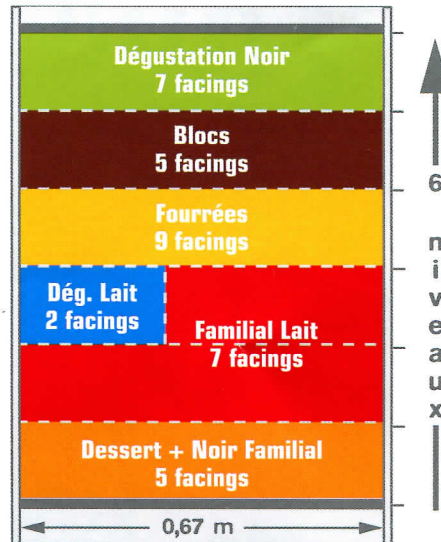 Dégustation Noir
7 facings
Blocs
5 facings
Fourrées
9 facings
Dég. Lait
2 facings
Familial Lait
7 facings
Dessert + Noir Familial
5 facings
0,67 m
6 niveaux